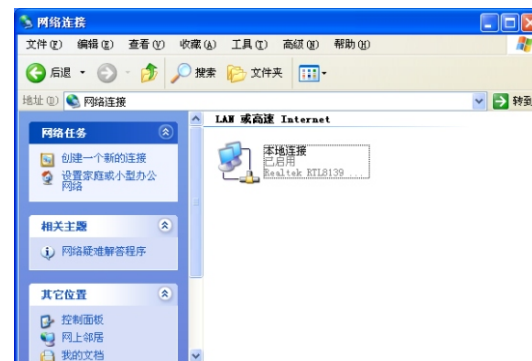 网络连接
文件(F) 编辑(E) 查看(V) 收藏(A) 工具(T) 高级(N) 帮助(H)
后退 搜索 文件夹
地址(D) 网络连接 转到
网络任务
创建一个新的连接
设置家庭或小型办公
网络
相关主题
网络疑难解答程序
其它位置
控制面板
网上邻居
我的文档
LAN 或高速 Internet
本地连接
已启用
Realtek RTL8139 ...